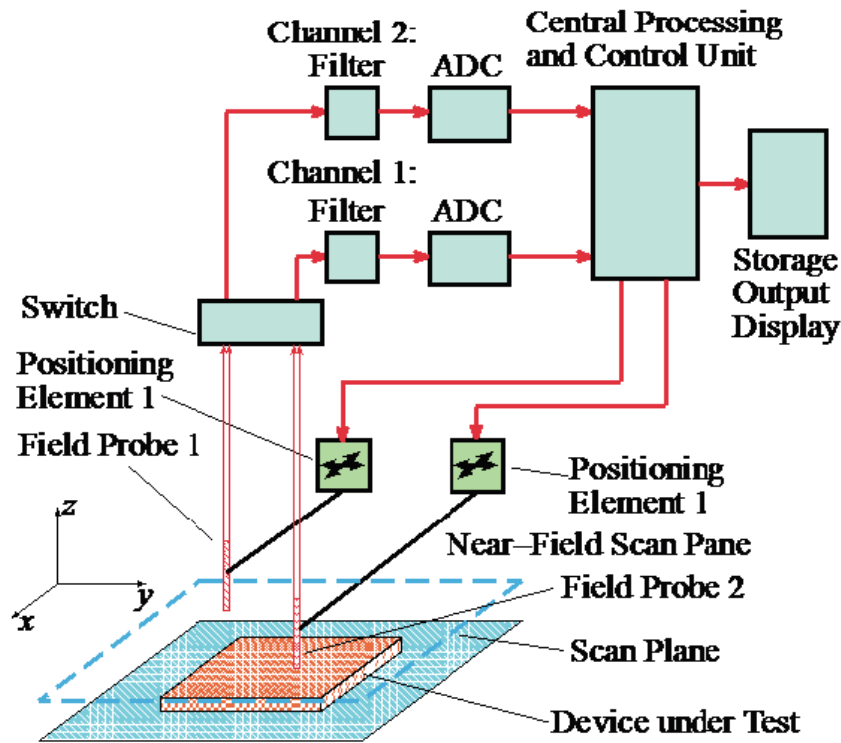 Channel 2:
Filter
ADC
Central Processing
and Control Unit
Channel 1:
Filter
ADC
Storage
Output
Display
Switch
Positioning
Element 1
Field Probe 1
Positioning
Element 1
Near–Field Scan Pane
Field Probe 2
Scan Plane
Device under Test
z
y
x